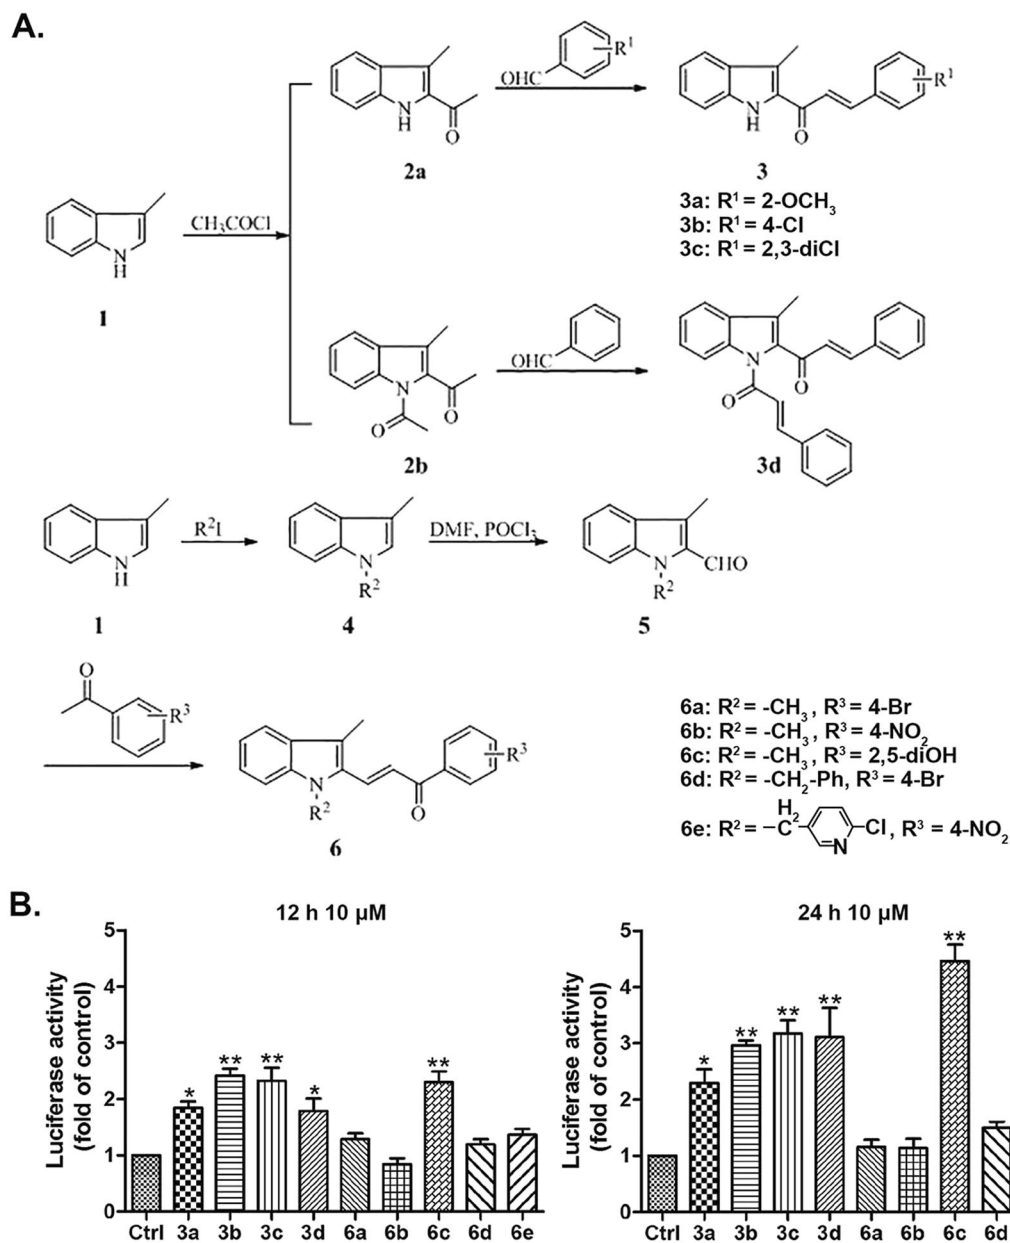 A.
R¹
OHC
R¹
N
H
O
N
H
O
2a
3
3a: R¹ = 2-OCH₃
3b: R¹ = 4-Cl
3c: R¹ = 2,3-diCl
CH₃COCl
N
H
1
OHC
N
O
O
N
O
O
2b
3d
R²I
DMF, POCl₃
N
H
N
R²
N
R²
CHO
1
4
5
O
R³
R³
N
R²
O
6
6a: R² = -CH₃, R³ = 4-Br
6b: R² = -CH₃, R³ = 4-NO₂
6c: R² = -CH₃, R³ = 2,5-diOH
6d: R² = -CH₂-Ph, R³ = 4-Br
H₂
6e: R² = -C Cl, R³ = 4-NO₂
N
B.
12 h 10 µM
Luciferase activity
(fold of control)
5
4
3
2
1
0
* ** ** * **
Ctrl 3a 3b 3c 3d 6a 6b 6c 6d 6e
24 h 10 µM
Luciferase activity
(fold of control)
5
4
3
2
1
0
* ** ** ** **
Ctrl 3a 3b 3c 3d 6a 6b 6c 6d